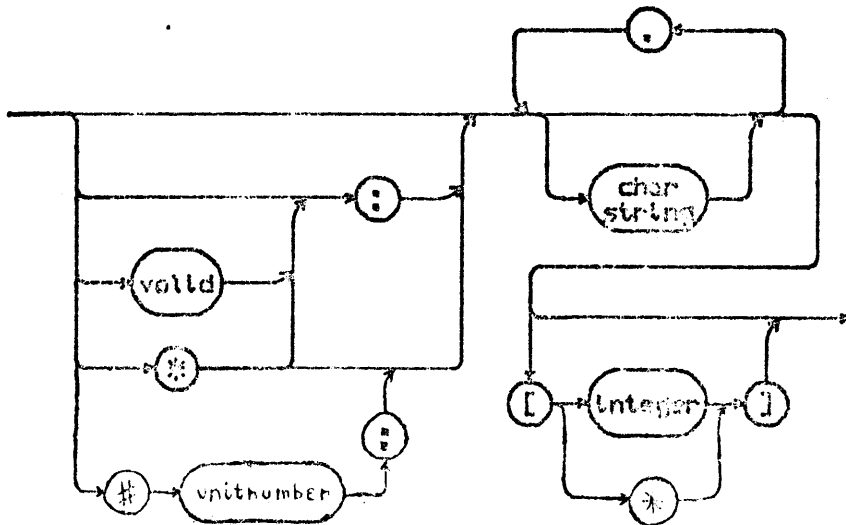 .
:
char
string
volid
*
[
integer
]
:
*
#
unitnumber